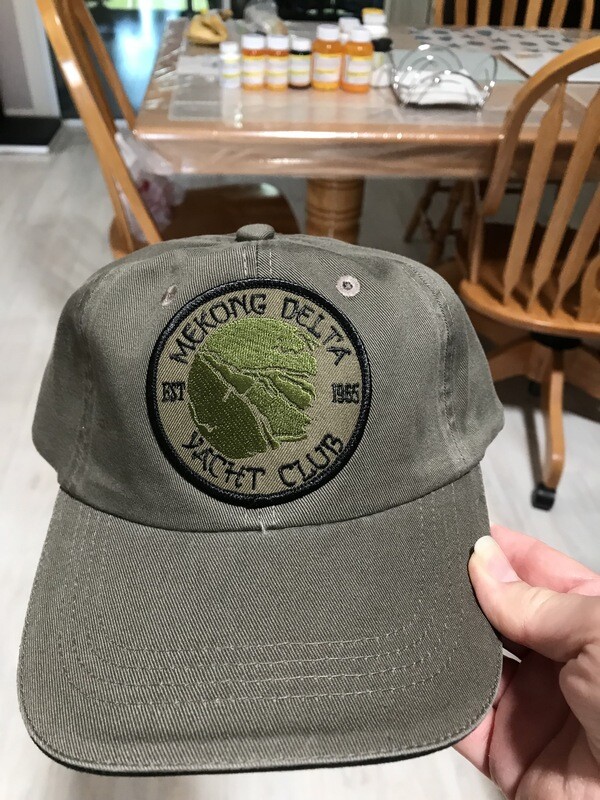 MEKONG DELTA
EST 1965
YACHT CLUB